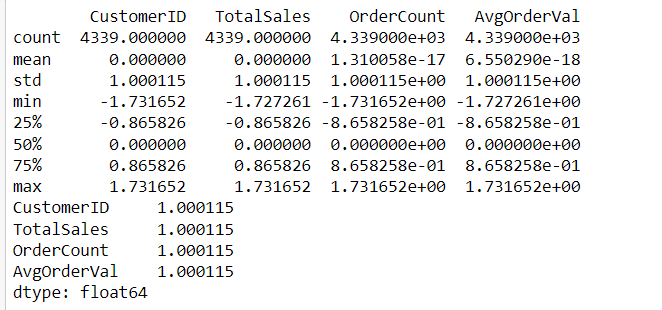 CustomerID TotalSales OrderCount AvgOrderVal
count 4339.000000 4339.000000 4.339000e+03 4.339000e+03
mean 0.000000 0.000000 1.310058e-17 6.550290e-18
std 1.000115 1.000115 1.000115e+00 1.000115e+00
min -1.731652 -1.727261 -1.731652e+00 -1.727261e+00
25% -0.865826 -0.865826 -8.658258e-01 -8.658258e-01
50% 0.000000 0.000000 0.000000e+00 0.000000e+00
75% 0.865826 0.865826 8.658258e-01 8.658258e-01
max 1.731652 1.731652 1.731652e+00 1.731652e+00
CustomerID 1.000115
TotalSales 1.000115
OrderCount 1.000115
AvgOrderVal 1.000115
dtype: float64